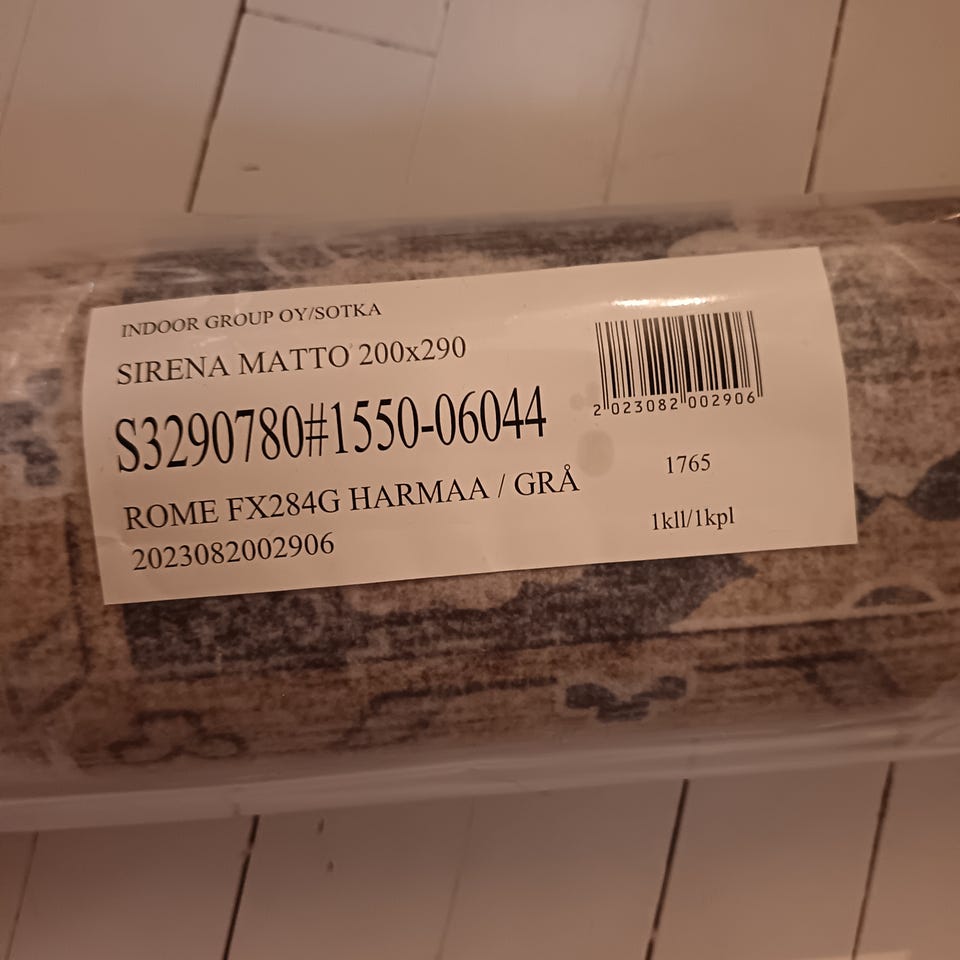 INDOOR GROUP OY/SOTKA
SIRENA MATTO 200x290
S3290780#1550-06044
ROME FX284G HARMAA / GRÅ
2023082002906
2 023082 002906
1765
1kll/1kpl